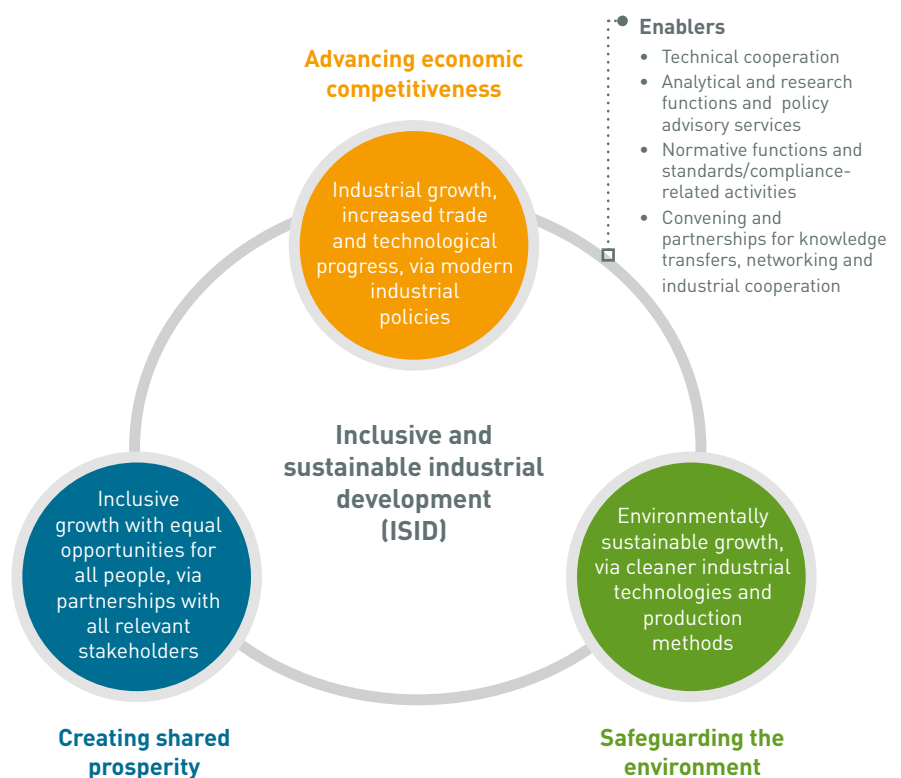 Advancing economic
competitiveness
Industrial growth,
increased trade
and technological
progress, via modern
industrial
policies
Enablers
• Technical cooperation
• Analytical and research
functions and policy
advisory services
• Normative functions and
standards/compliance-
related activities
• Convening and
partnerships for knowledge
transfers, networking and
industrial cooperation
Inclusive and
sustainable industrial
development
(ISID)
Inclusive
growth with equal
opportunities for
all people, via
partnerships with
all relevant
stakeholders
Creating shared
prosperity
Environmentally
sustainable growth,
via cleaner industrial
technologies and
production
methods
Safeguarding the
environment